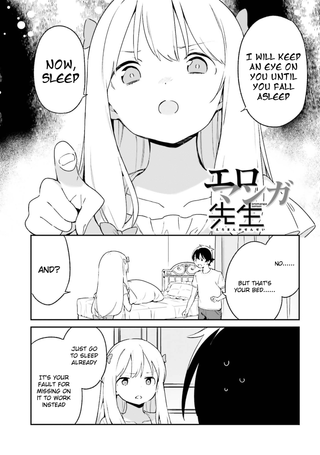 I WILL KEEP
AN EYE ON
YOU UNTIL
YOU FALL
ASLEEP
NOW,
SLEEP
エロ
マンガ
先生
NO......
BUT THAT'S
YOUR BED......
AND?
JUST GO
TO SLEEP
ALREADY
IT'S YOUR
FAULT FOR
MISSING ON
IT TO WORK
INSTEAD